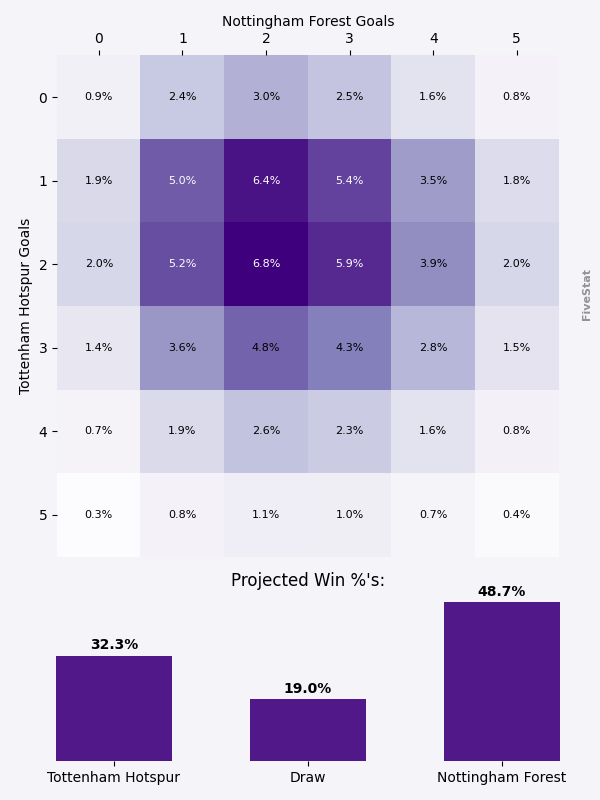 Nottingham Forest Goals
0 1 2 3 4 5
Tottenham Hotspur Goals
0 0.9% 2.4% 3.0% 2.5% 1.6% 0.8%
1 1.9% 5.0% 6.4% 5.4% 3.5% 1.8%
2 2.0% 5.2% 6.8% 5.9% 3.9% 2.0%
3 1.4% 3.6% 4.8% 4.3% 2.8% 1.5%
4 0.7% 1.9% 2.6% 2.3% 1.6% 0.8%
5 0.3% 0.8% 1.1% 1.0% 0.7% 0.4%
FiveStat
Projected Win %'s:
32.3% 19.0% 48.7%
Tottenham Hotspur Draw Nottingham Forest